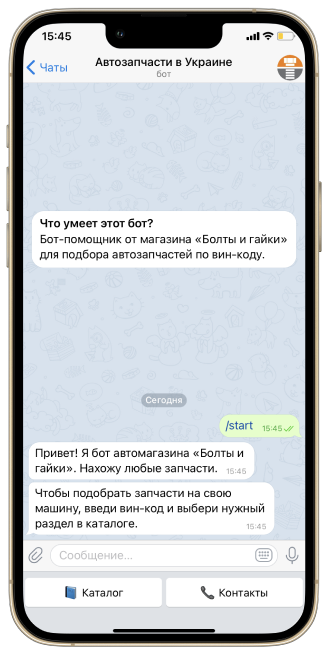 15:45
Чаты
Автозапчасти в Украине
бот
Что умеет этот бот?
Бот-помощник от магазина «Болты и гайки»
для подбора автозапчастей по вин-коду.
Сегодня
/start 15:45
Привет! Я бот автомагазина «Болты и
гайки». Нахожу любые запчасти. 15:45
Чтобы подобрать запчасти на свою
машину, введи вин-код и выбери нужный
раздел в каталоге. 15:45
Сообщение...
Каталог
Контакты